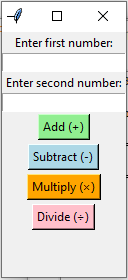 Enter first number:
Enter second number:
Add (+)
Subtract (-)
Multiply (×)
Divide (÷)